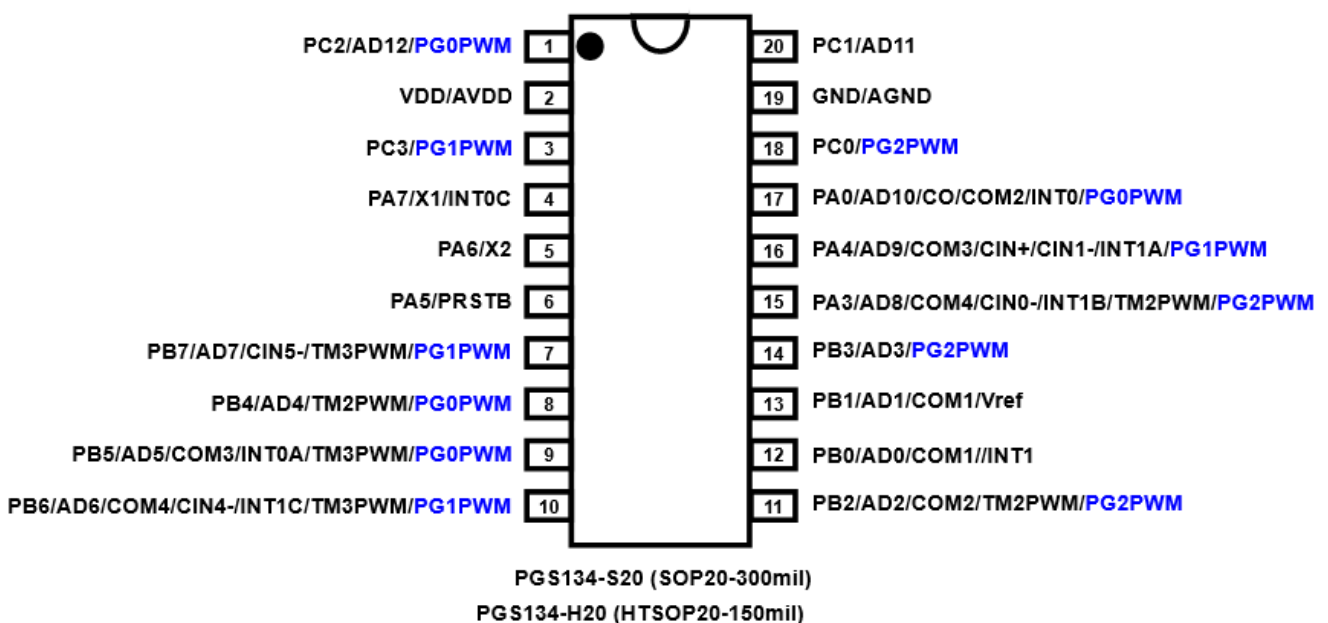 PC2/AD12/PG0PWM 1 20 PC1/AD11
VDD/AVDD 2 19 GND/AGND
PC3/PG1PWM 3 18 PC0/PG2PWM
PA7/X1/INT0C 4 17 PA0/AD10/CO/COM2/INT0/PG0PWM
PA6/X2 5 16 PA4/AD9/COM3/CIN+/CIN1-/INT1A/PG1PWM
PA5/PRSTB 6 15 PA3/AD8/COM4/CIN0-/INT1B/TM2PWM/PG2PWM
PB7/AD7/CIN5-/TM3PWM/PG1PWM 7 14 PB3/AD3/PG2PWM
PB4/AD4/TM2PWM/PG0PWM 8 13 PB1/AD1/COM1/Vref
PB5/AD5/COM3/INT0A/TM3PWM/PG0PWM 9 12 PB0/AD0/COM1//INT1
PB6/AD6/COM4/CIN4-/INT1C/TM3PWM/PG1PWM 10 11 PB2/AD2/COM2/TM2PWM/PG2PWM
PGS134-S20 (SOP20-300mil)
PGS134-H20 (HTSOP20-150mil)